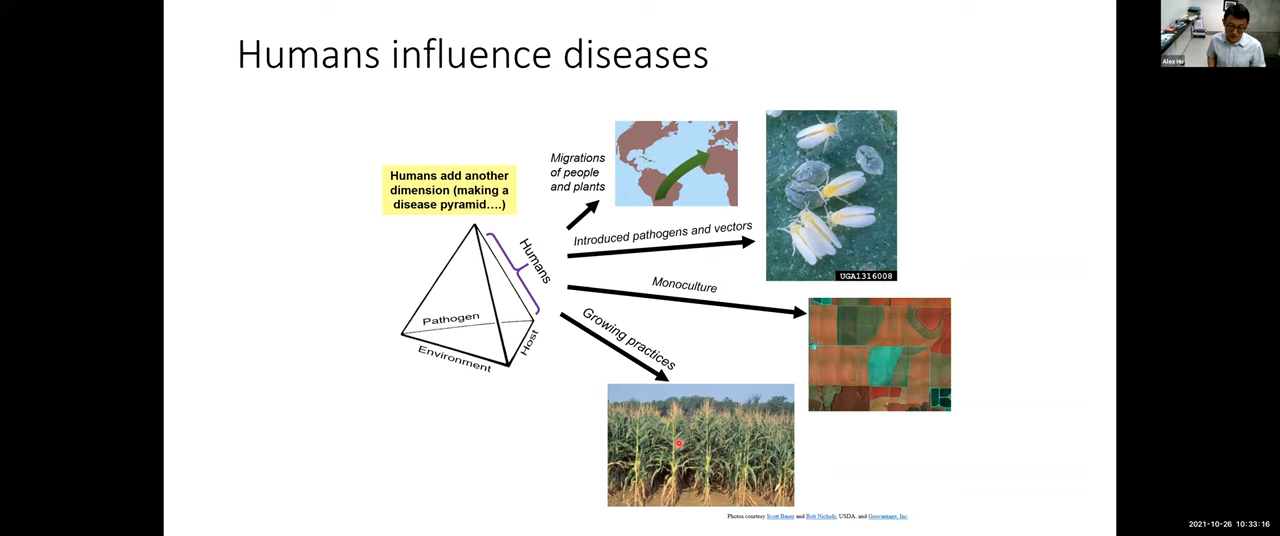 Humans influence diseases
Alex Hu
Humans add another
dimension (making a
disease pyramid....)
Migrations
of people
and plants
Introduced pathogens and vectors
Monoculture
Growing practices
Humans
Pathogen
Environment
Host
UGA1316008
Photos courtesy Scott Bauer and Bob Nichols, USDA, and Geovantage, Inc.
2021-10-26 10:33:16